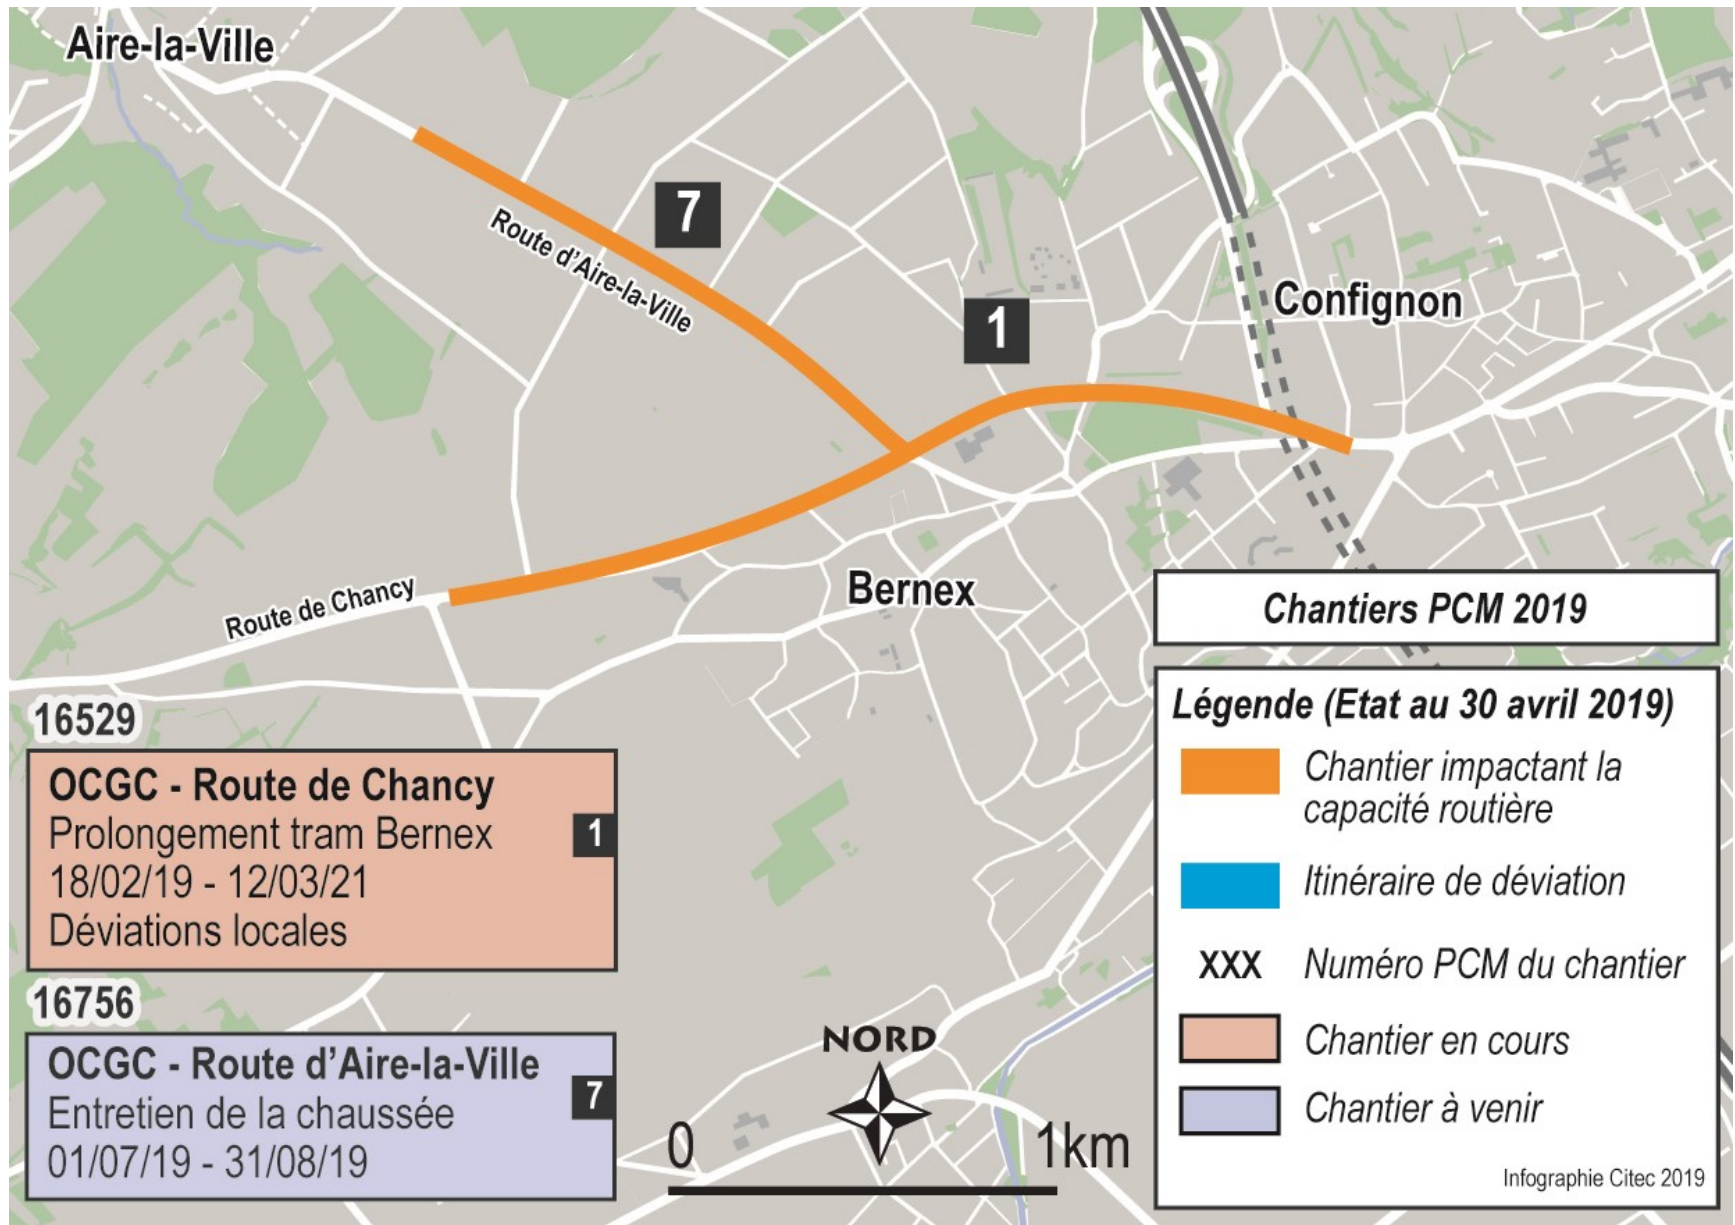 Aire-la-Ville
7
Route d'Aire-la-Ville
1
Confignon
Bernex
Route de Chancy
16529
OCGC - Route de Chancy
Prolongement tram Bernex
1
18/02/19 - 12/03/21
Déviations locales
16756
OCGC - Route d'Aire-la-Ville
Entretien de la chaussée
7
01/07/19 - 31/08/19
NORD
0
1km
Chantiers PCM 2019
Légende (Etat au 30 avril 2019)
Chantier impactant la
capacité routière
Itinéraire de déviation
XXX Numéro PCM du chantier
Chantier en cours
Chantier à venir
Infographie Citec 2019